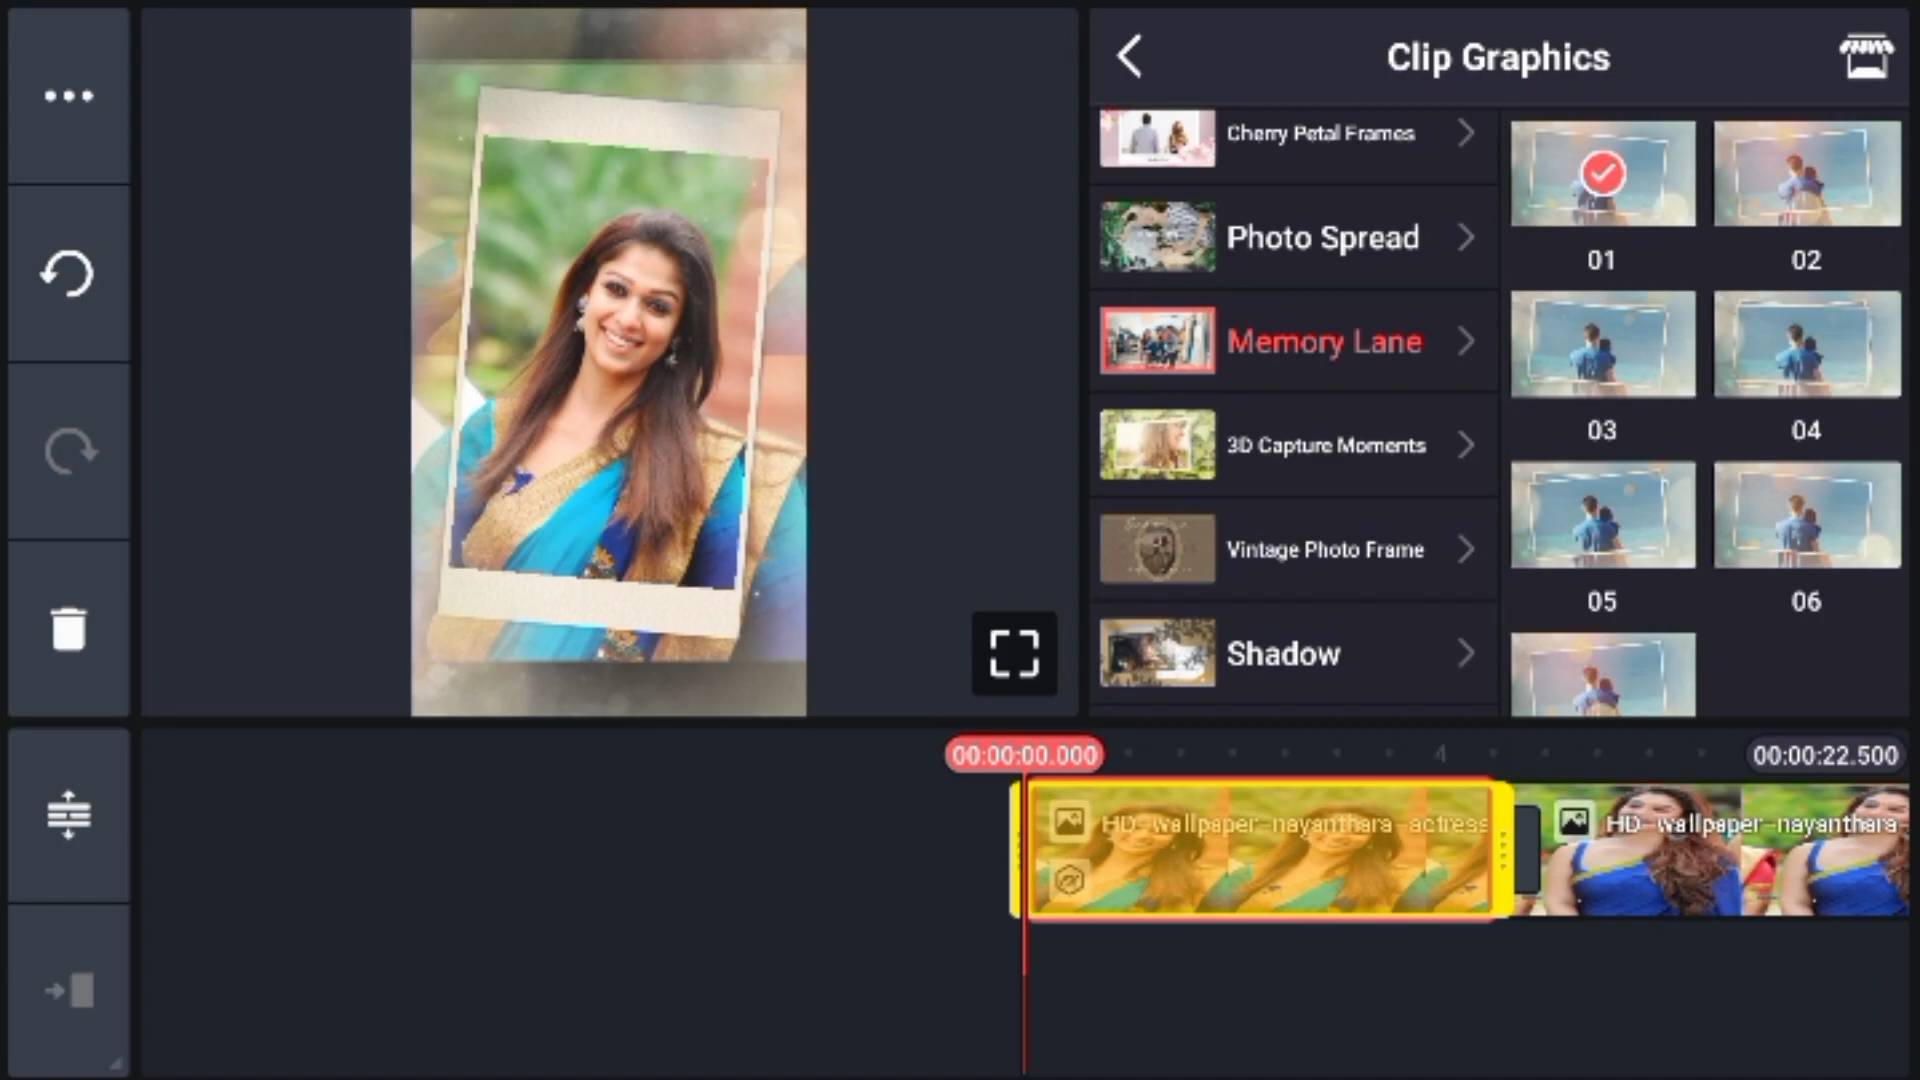 Clip Graphics
Cherry Petal Frames
Photo Spread
Memory Lane
3D Capture Moments
Vintage Photo Frame
Shadow
01
02
03
04
05
06
00:00:00.000
4
00:00:22.500
HD-wallpaper-nayanthara-actress
HD-wallpaper-nayanthara-